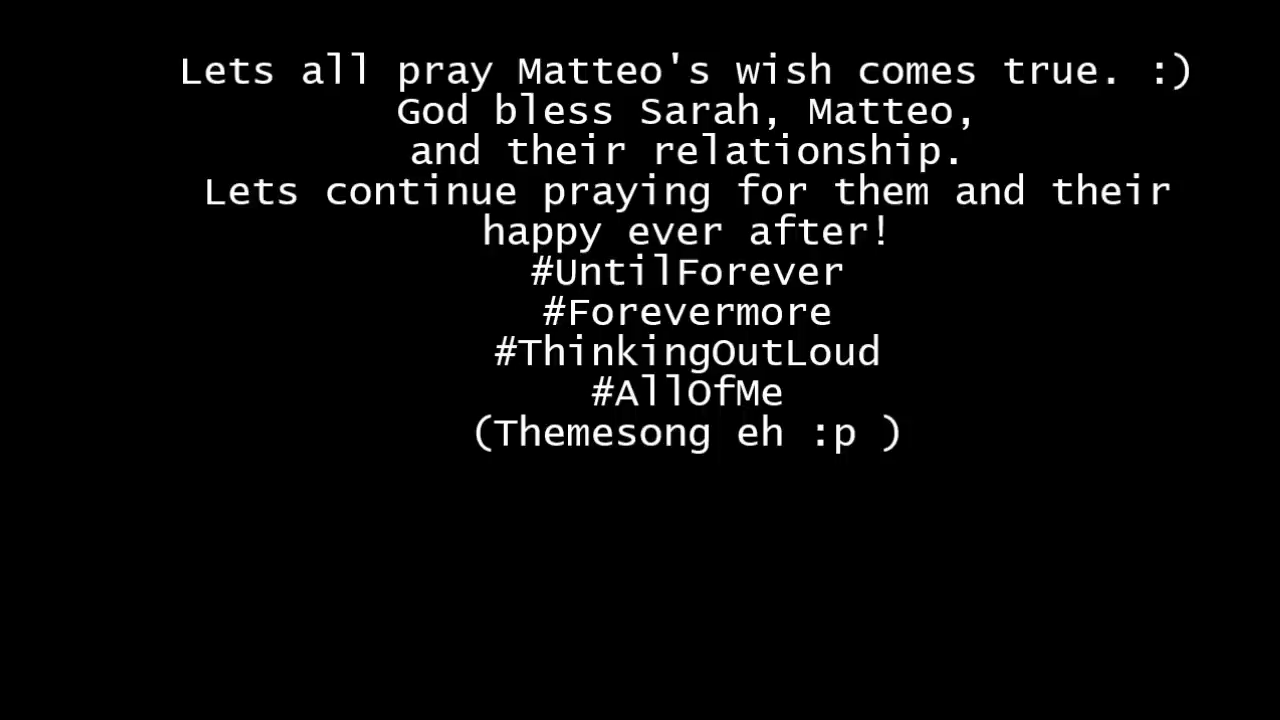 Lets all pray Matteo's wish comes true. :)
God bless Sarah, Matteo,
and their relationship.
Lets continue praying for them and their
happy ever after!
#UntilForever
#Forevermore
#ThinkingOutLoud
#AllOfMe
(Themesong eh :p )